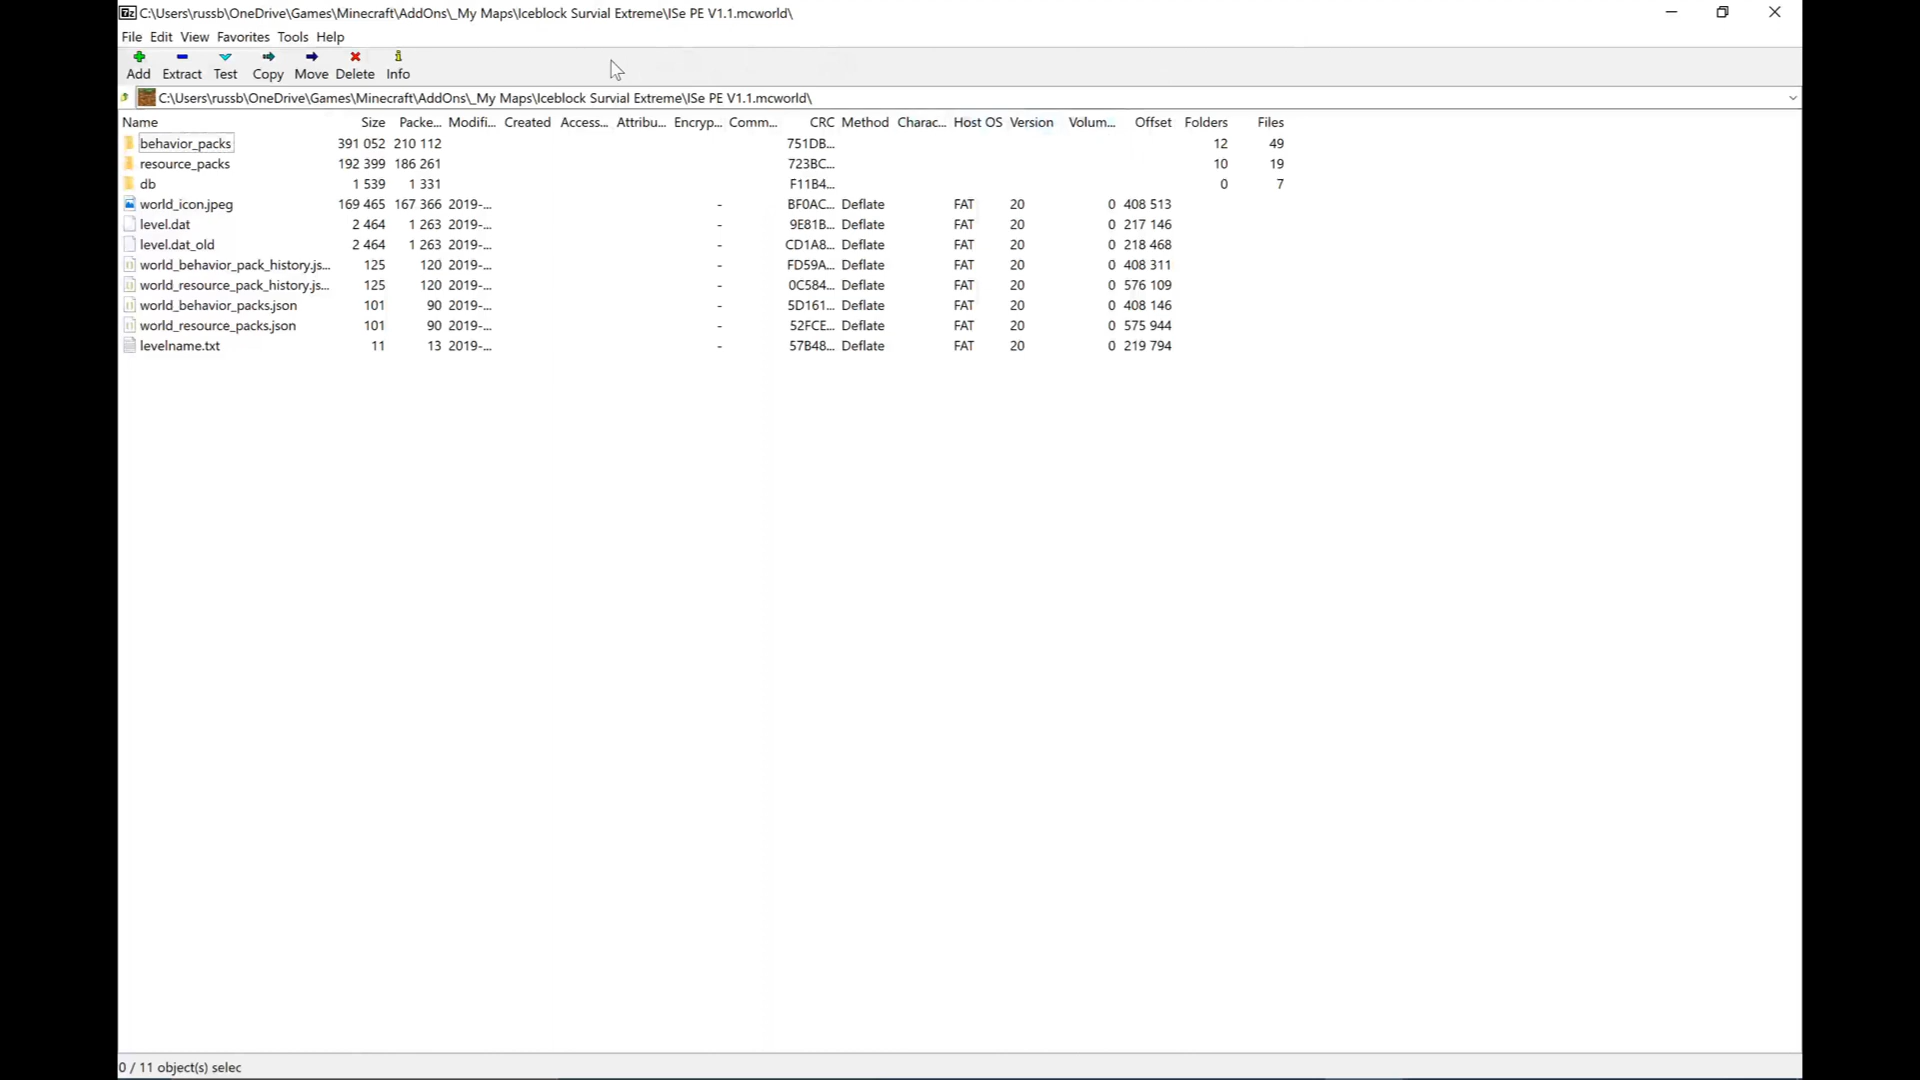 7z C:\Users\russb\OneDrive\Games\Minecraft\AddOns\_My Maps\Iceblock Survial Extreme\ISe PE V1.1.mcworld\
File Edit View Favorites Tools Help
Add Extract Test Copy Move Delete Info
C:\Users\russb\OneDrive\Games\Minecraft\AddOns\_My Maps\Iceblock Survial Extreme\ISe PE V1.1.mcworld\
Name Size Packe... Modifi... Created Access... Attribu... Encryp... Comm... CRC Method Charac... Host OS Version Volum... Offset Folders Files
behavior_packs 391 052 210 112 751DB... 12 49
resource_packs 192 399 186 261 723BC... 10 19
db 1 539 1 331 F11B4... 0 7
world_icon.jpeg 169 465 167 366 2019-... - BF0AC... Deflate FAT 20 0 408 513
level.dat 2 464 1 263 2019-... - 9E81B... Deflate FAT 20 0 217 146
level.dat_old 2 464 1 263 2019-... - CD1A8... Deflate FAT 20 0 218 468
world_behavior_pack_history.js... 125 120 2019-... - FD59A... Deflate FAT 20 0 408 311
world_resource_pack_history.js... 125 120 2019-... - 0C584... Deflate FAT 20 0 576 109
world_behavior_packs.json 101 90 2019-... - 5D161... Deflate FAT 20 0 408 146
world_resource_packs.json 101 90 2019-... - 52FCE... Deflate FAT 20 0 575 944
levelname.txt 11 13 2019-... - 57B48... Deflate FAT 20 0 219 794
0 / 11 object(s) selec